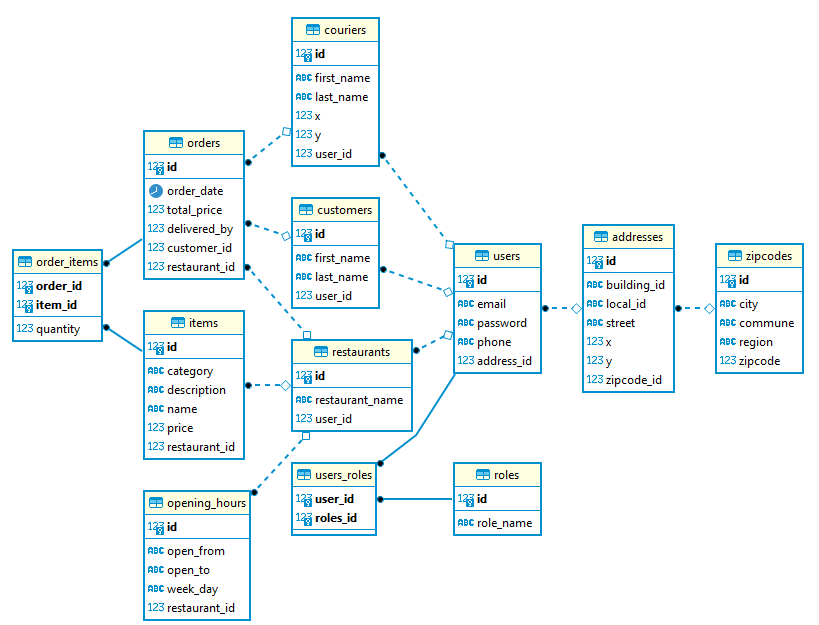 couriers
123 id
ABC first_name
ABC last_name
123 x
123 y
123 user_id
orders
123 id
order_date
123 total_price
123 delivered_by
123 customer_id
123 restaurant_id
customers
123 id
ABC first_name
ABC last_name
123 user_id
order_items
123 order_id
123 item_id
123 quantity
users
123 id
ABC email
ABC password
ABC phone
123 address_id
addresses
123 id
ABC building_id
ABC local_id
ABC street
123 x
123 y
123 zipcode_id
zipcodes
123 id
ABC city
ABC commune
ABC region
123 zipcode
items
123 id
ABC category
ABC description
ABC name
123 price
123 restaurant_id
restaurants
123 id
ABC restaurant_name
123 user_id
opening_hours
123 id
ABC open_from
ABC open_to
ABC week_day
123 restaurant_id
users_roles
123 user_id
123 roles_id
roles
123 id
ABC role_name